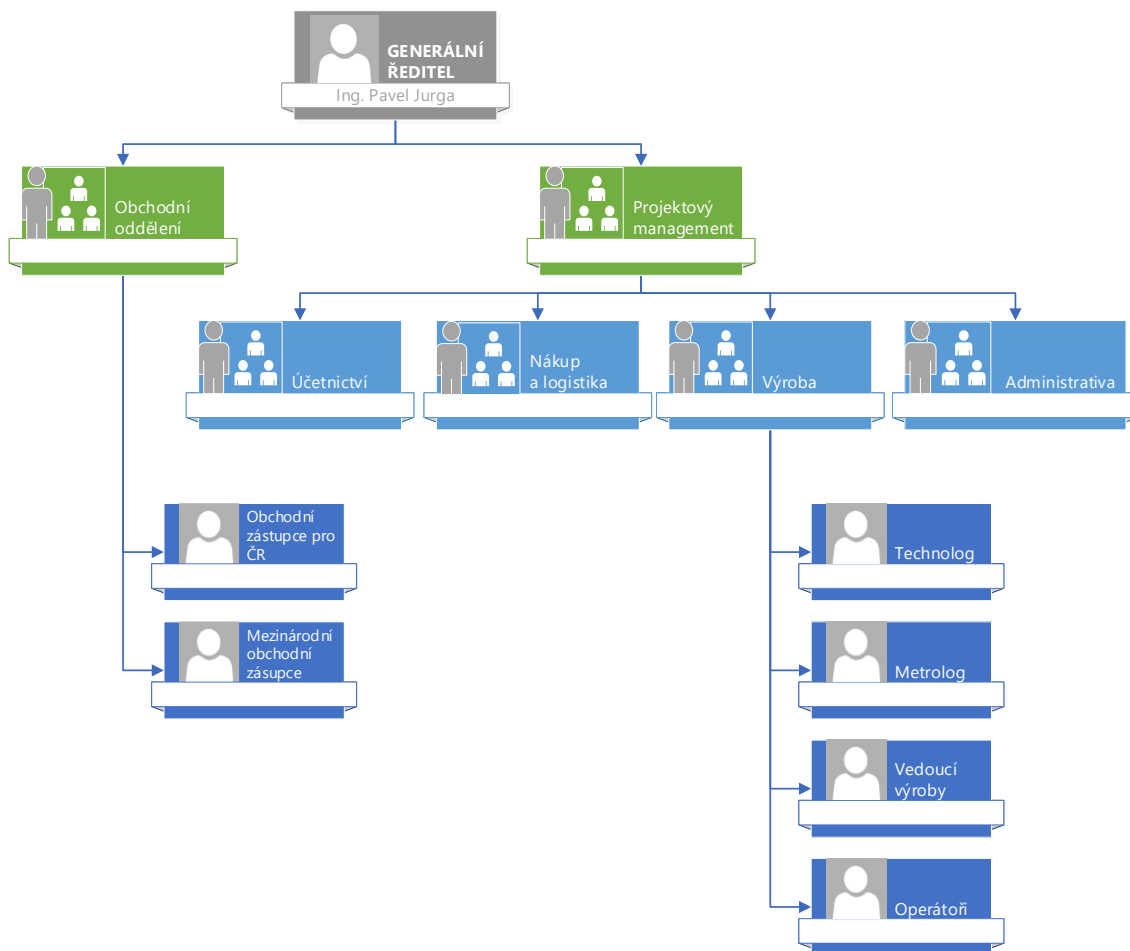 GENERÁLNÍ
ŘEDITEL
Ing. Pavel Jurga
Obchodní
oddělení
Projektový
management
Účetnictví
Nákup
a logistika
Výroba
Administrativa
Obchodní
zástupce pro
ČR
Mezinárodní
obchodní
zásupce
Technolog
Metrolog
Vedoucí
výroby
Operátoři